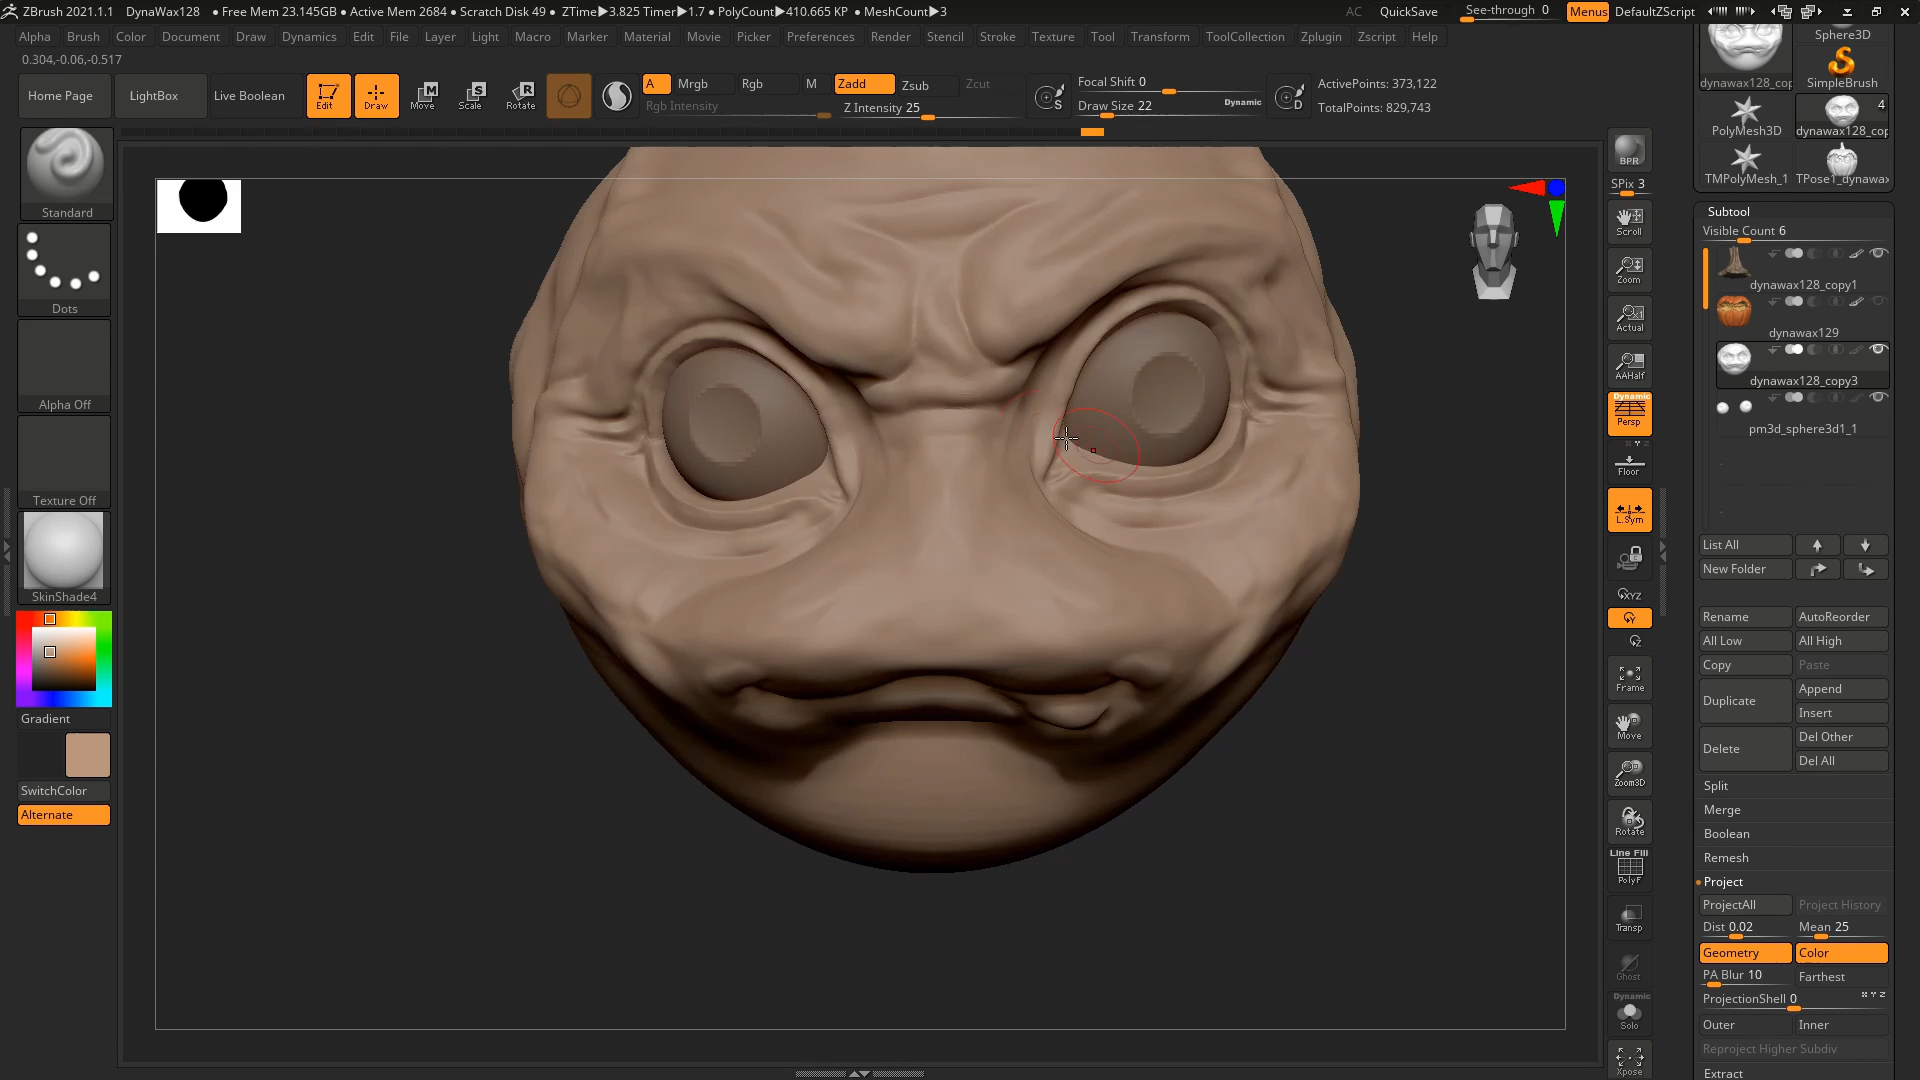 ZBrush 2021.1.1 DynaWax128 • Free Mem 23.145GB • Active Mem 2684 • Scratch Disk 49 • ZTime▶3.825 Timer▶1.7 • PolyCount▶410.665 KP • MeshCount▶3 AC QuickSave See-through 0 Menus DefaultZScript
Alpha Brush Color Document Draw Dynamics Edit File Layer Light Macro Marker Material Movie Picker Preferences Render Stencil Stroke Texture Tool ToolCollection Transform Zplugin Zscript Help
0.304,-0.06,-0.517
Home Page LightBox Live Boolean Edit Draw Move Scale Rotate
A Mrgb Rgb M Zadd Zsub Zcut
Rgb Intensity Z Intensity 25
Focal Shift 0
Draw Size 22 Dynamic
ActivePoints: 373,122
TotalPoints: 829,743
Standard
Dots
Alpha Off
Texture Off
SkinShade4
Gradient
SwitchColor
Alternate
BPR
SPix 3
Scroll
Zoom
Actual
AAHalf
Dynamic
Persp
Floor
L.Sym
XYZ
Y
Z
Frame
Move
Zoom3D
Rotate
Line Fill
PolyF
Transp
Ghost
Dynamic
Solo
Xpose
Sphere3D
dynawax128_cop SimpleBrush
4
PolyMesh3D dynawax128_cop
TMPolyMesh_1 TPose1_dynawax
Subtool
Visible Count 6
dynawax128_copy1
dynawax129
dynawax128_copy3
pm3d_sphere3d1_1
List All
New Folder
Rename AutoReorder
All Low All High
Copy Paste
Duplicate Append
Insert
Delete Del Other
Del All
Split
Merge
Boolean
Remesh
Project
ProjectAll Project History
Dist 0.02 Mean 25
Geometry Color
PA Blur 10 Farthest
ProjectionShell 0 X Y Z
Outer Inner
Reproject Higher Subdiv
Extract